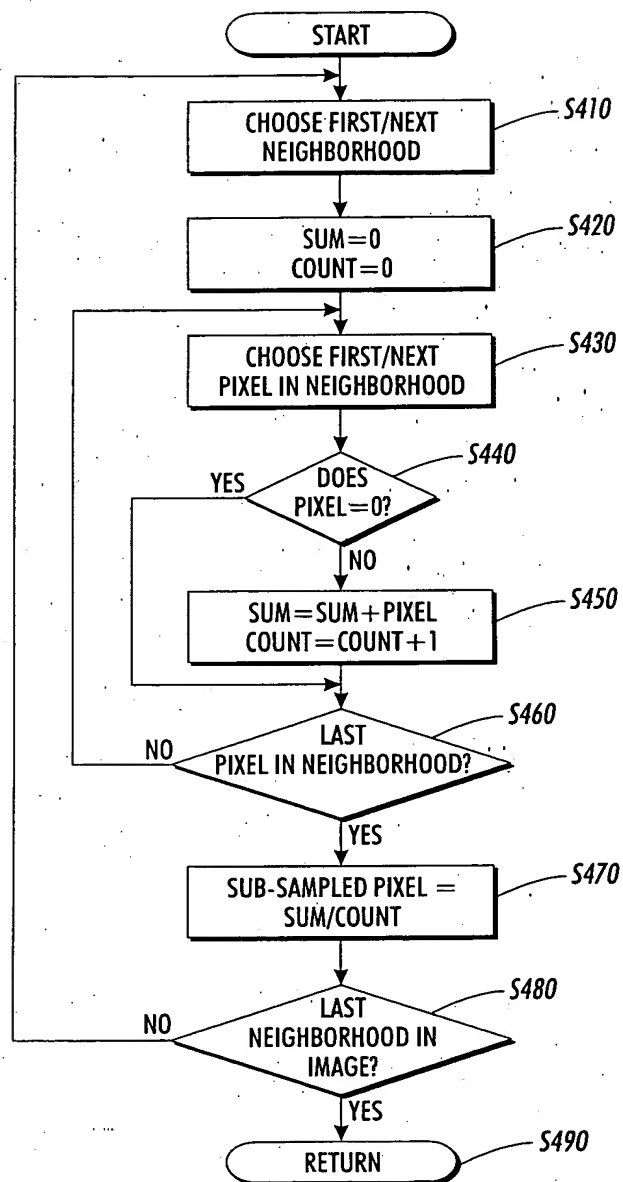 START
CHOOSE FIRST/NEXT
NEIGHBORHOOD
S410
SUM=0
COUNT=0
S420
CHOOSE FIRST/NEXT
PIXEL IN NEIGHBORHOOD
S430
DOES
PIXEL=0?
S440
YES
NO
SUM=SUM+PIXEL
COUNT=COUNT+1
S450
LAST
PIXEL IN NEIGHBORHOOD?
S460
NO
YES
SUB-SAMPLED PIXEL =
SUM/COUNT
S470
LAST
NEIGHBORHOOD IN
IMAGE?
S480
NO
YES
RETURN
S490